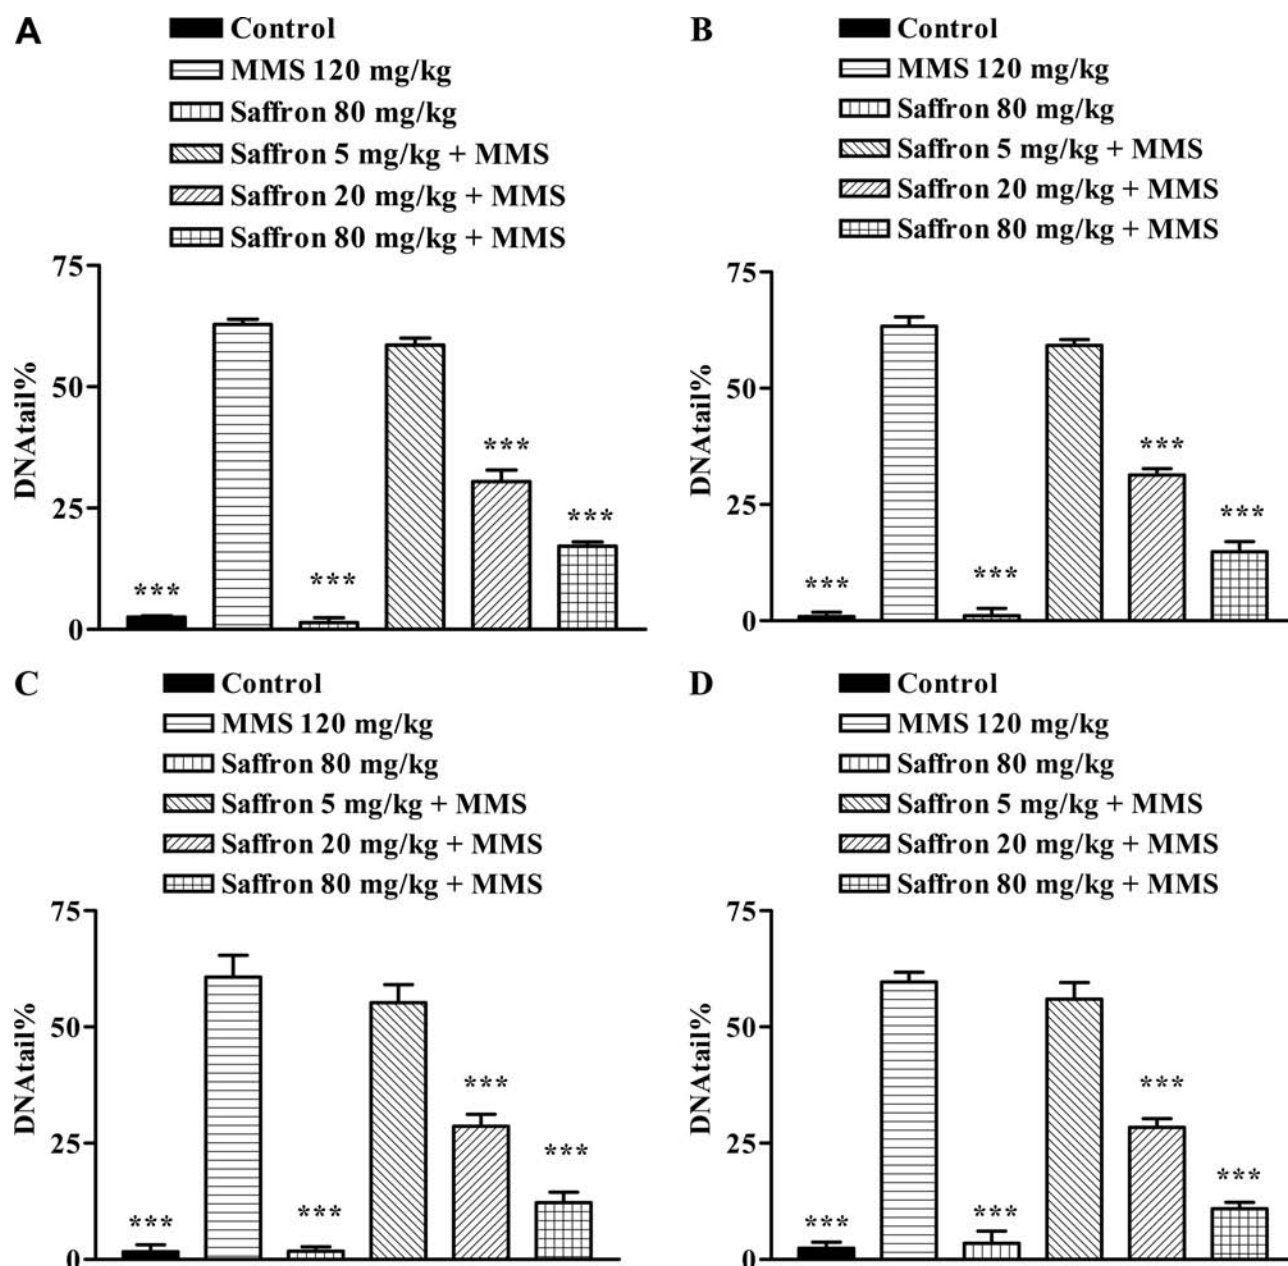 A
Control
MMS 120 mg/kg
Saffron 80 mg/kg
Saffron 5 mg/kg + MMS
Saffron 20 mg/kg + MMS
Saffron 80 mg/kg + MMS
75
50
25
0
DNAtail%
***
***
***
***
B
Control
MMS 120 mg/kg
Saffron 80 mg/kg
Saffron 5 mg/kg + MMS
Saffron 20 mg/kg + MMS
Saffron 80 mg/kg + MMS
75
50
25
0
DNAtail%
***
***
***
***
C
Control
MMS 120 mg/kg
Saffron 80 mg/kg
Saffron 5 mg/kg + MMS
Saffron 20 mg/kg + MMS
Saffron 80 mg/kg + MMS
75
50
25
0
DNAtail%
***
***
***
***
D
Control
MMS 120 mg/kg
Saffron 80 mg/kg
Saffron 5 mg/kg + MMS
Saffron 20 mg/kg + MMS
Saffron 80 mg/kg + MMS
75
50
25
0
DNAtail%
***
***
***
***